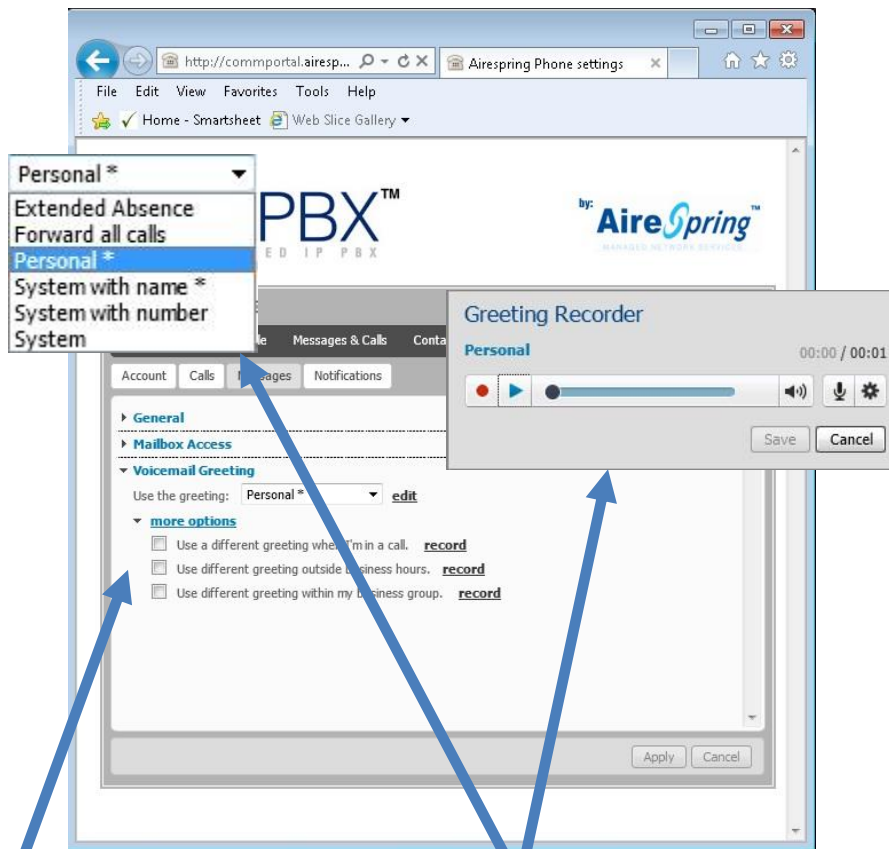 http://commportal.airesp...
Airespring Phone settings
File Edit View Favorites Tools Help
Home - Smartsheet Web Slice Gallery
Personal *
Extended Absence
Forward all calls
Personal *
System with name *
System with number
System
PBX™
ED IP PBX
by:
AireSpring™
MANAGED NETWORK SERVICES
Messages & Calls
Account Calls Notifications
General
Mailbox Access
Voicemail Greeting
Use the greeting: Personal * edit
more options
Use a different greeting when I'm in a call. record
Use different greeting outside business hours. record
Use different greeting within my business group. record
Greeting Recorder
Personal 00:00 / 00:01
Save Cancel
Apply Cancel